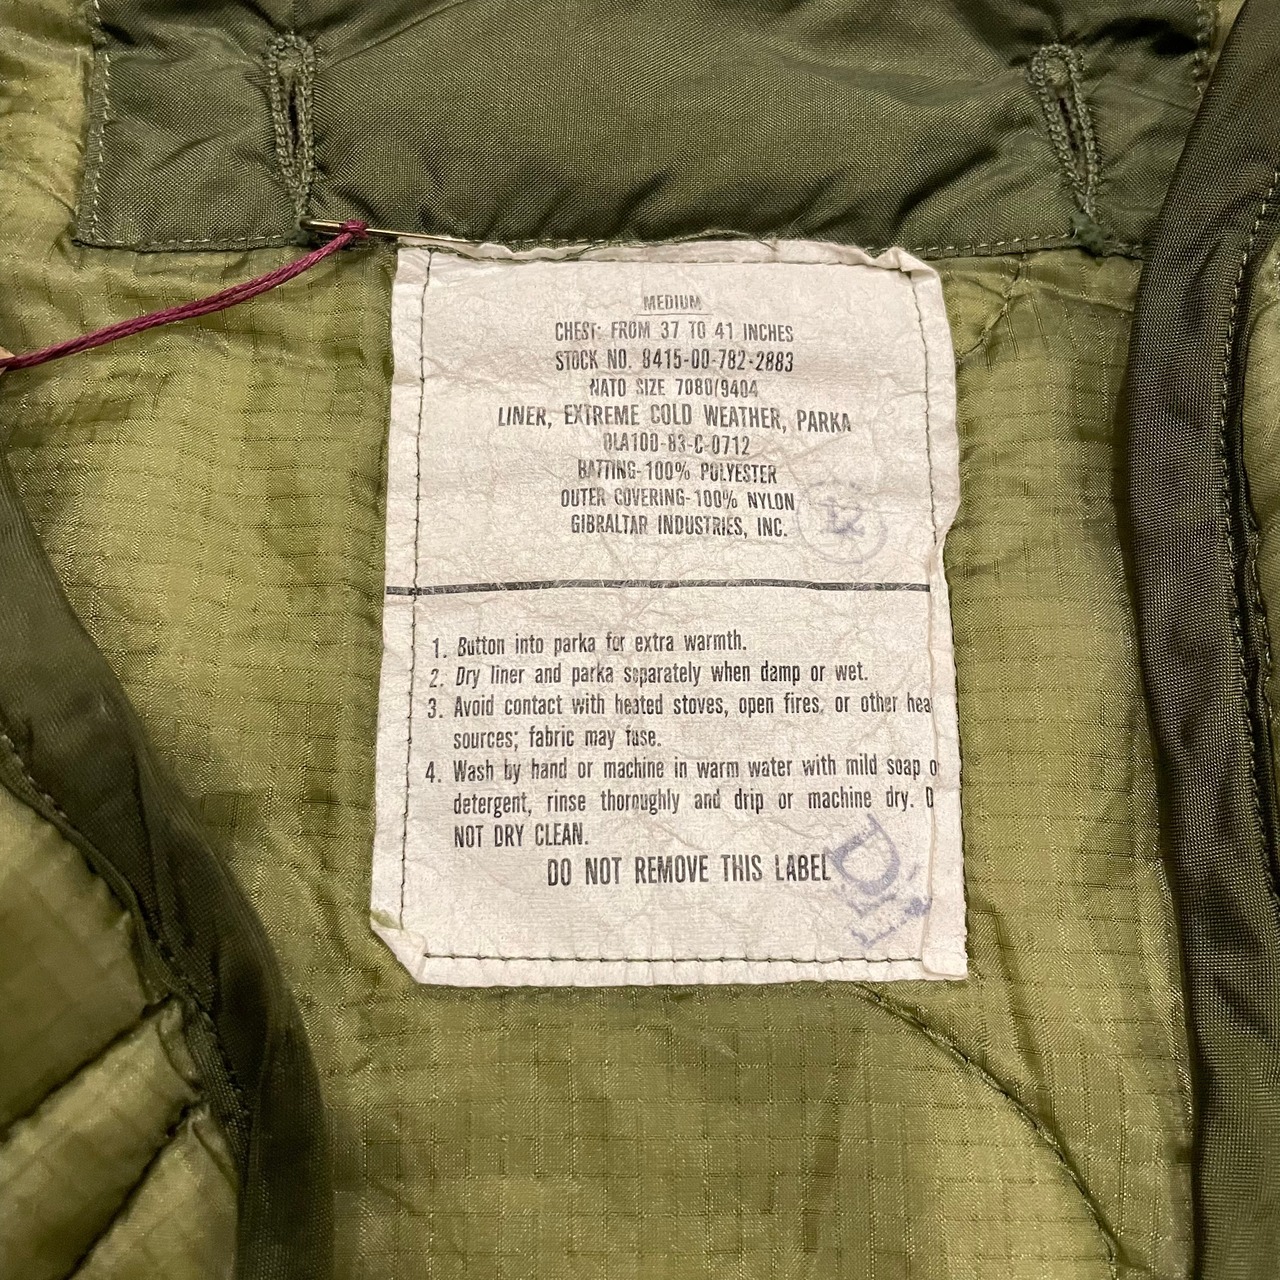 MEDIUM
CHEST: FROM 37 TO 41 INCHES
STOCK NO. 8415-00-782-2883
NATO SIZE 7080/9404
LINER, EXTREME COLD WEATHER, PARKA
DLA100-83-C-0712
BATTING-100% POLYESTER
OUTER COVERING-100% NYLON
GIBRALTAR INDUSTRIES, INC.
12
1. Button into parka for extra warmth.
2. Dry liner and parka separately when damp or wet.
3. Avoid contact with heated stoves, open fires, or other hea
sources; fabric may fuse.
4. Wash by hand or machine in warm water with mild soap o
detergent, rinse thoroughly and drip or machine dry. D
NOT DRY CLEAN.
DO NOT REMOVE THIS LABEL